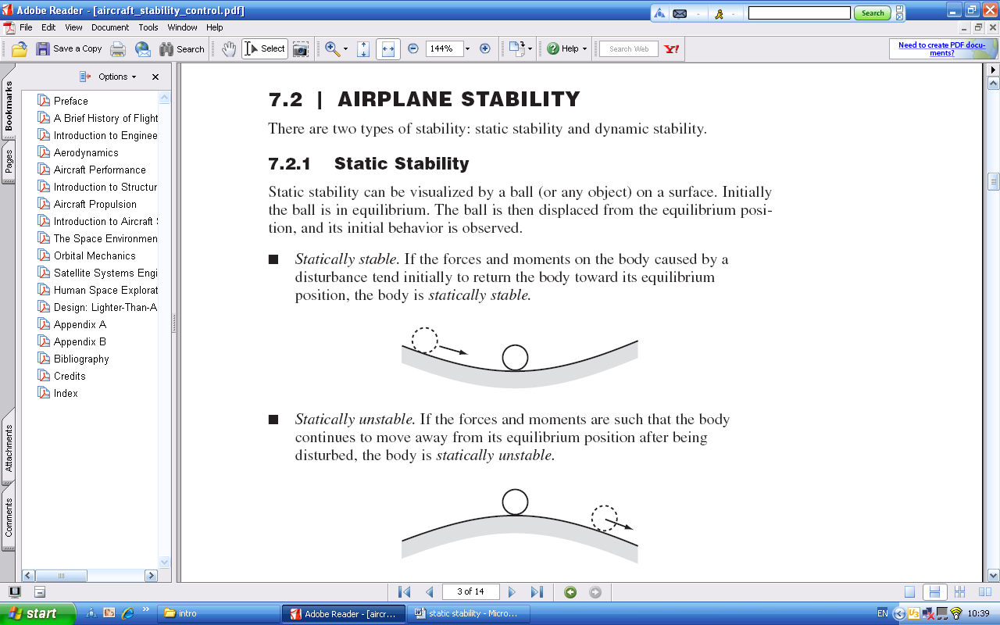 Adobe Reader - [aircraft_stability_control.pdf]
Search
File Edit View Document Tools Window Help
Save a Copy Search Select 144% Help Search Web Y!
Need to create PDF docu-
ments?
Options
Bookmarks
Pages
Attachments
Comments
Preface
A Brief History of Flight
Introduction to Enginee
Aerodynamics
Aircraft Performance
Introduction to Structur
Aircraft Propulsion
Introduction to Aircraft S
The Space Environmen
Orbital Mechanics
Satellite Systems Engi
Human Space Explorat
Design: Lighter-Than-A
Appendix A
Appendix B
Bibliography
Credits
Index
7.2 | AIRPLANE STABILITY
There are two types of stability: static stability and dynamic stability.
7.2.1 Static Stability
Static stability can be visualized by a ball (or any object) on a surface. Initially
the ball is in equilibrium. The ball is then displaced from the equilibrium posi-
tion, and its initial behavior is observed.
■ Statically stable. If the forces and moments on the body caused by a
disturbance tend initially to return the body toward its equilibrium
position, the body is statically stable.
■ Statically unstable. If the forces and moments are such that the body
continues to move away from its equilibrium position after being
disturbed, the body is statically unstable.
3 of 14
start intro Adobe Reader - [aircr... static stability - Micro... EN 10:39